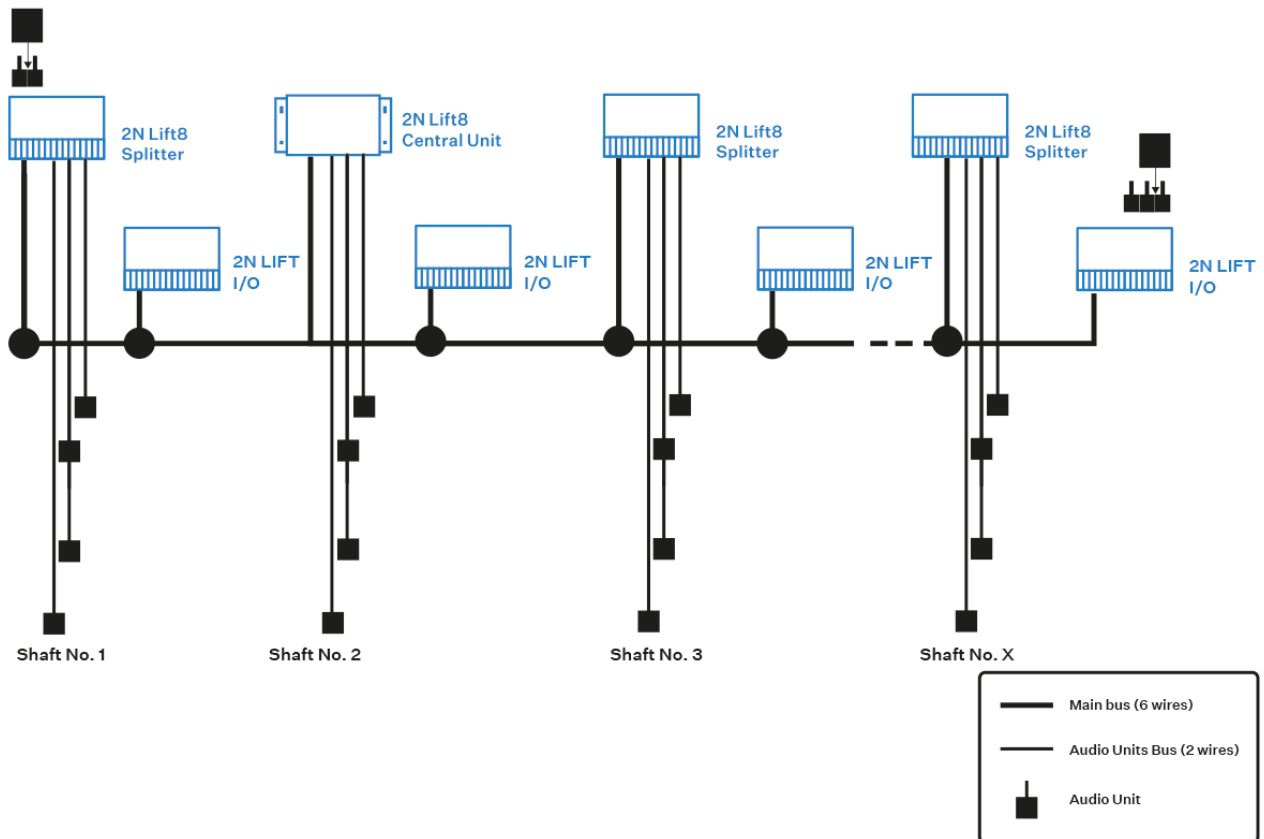 2N Lift8
Splitter
2N Lift8
Central Unit
2N Lift8
Splitter
2N Lift8
Splitter
2N LIFT
I/O
2N LIFT
I/O
2N LIFT
I/O
2N LIFT
I/O
Shaft No. 1
Shaft No. 2
Shaft No. 3
Shaft No. X
Main bus (6 wires)
Audio Units Bus (2 wires)
Audio Unit